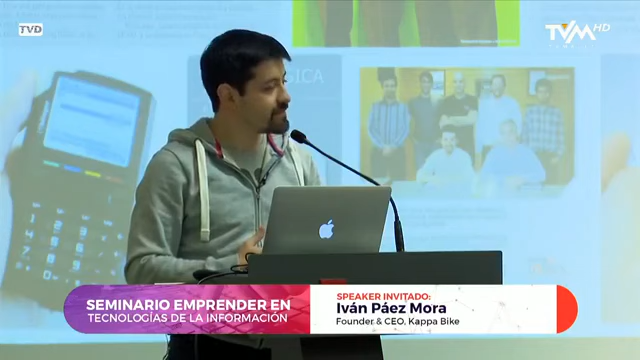 TVD
TVM HD
GICA
SEMINARIO EMPRENDER EN
TECNOLOGÍAS DE LA INFORMACIÓN
SPEAKER INVITADO:
Iván Páez Mora
Founder & CEO, Kappa Bike